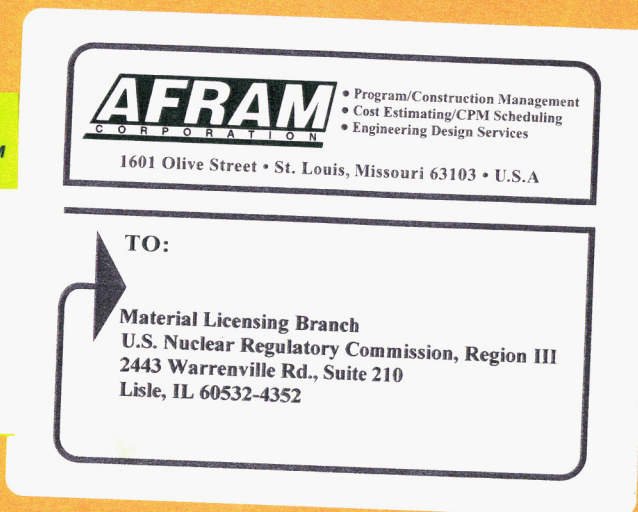 AFRAM
CORPORATION
• Program/Construction Management
• Cost Estimating/CPM Scheduling
• Engineering Design Services
1601 Olive Street • St. Louis, Missouri 63103 • U.S.A
TO:
Material Licensing Branch
U.S. Nuclear Regulatory Commission, Region III
2443 Warrenville Rd., Suite 210
Lisle, IL 60532-4352